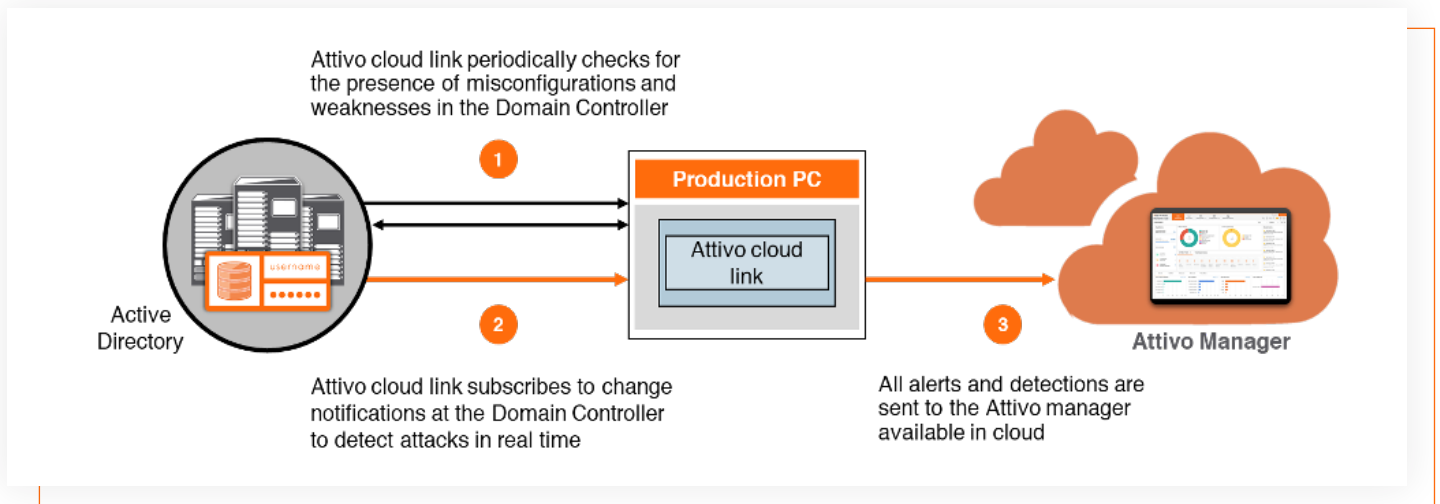 Attivo cloud link periodically checks for
the presence of misconfigurations and
weaknesses in the Domain Controller
1
Production PC
username
Attivo cloud
link
Active
Directory
2
3
Attivo Manager
Attivo cloud link subscribes to change
notifications at the Domain Controller
to detect attacks in real time
All alerts and detections are
sent to the Attivo manager
available in cloud